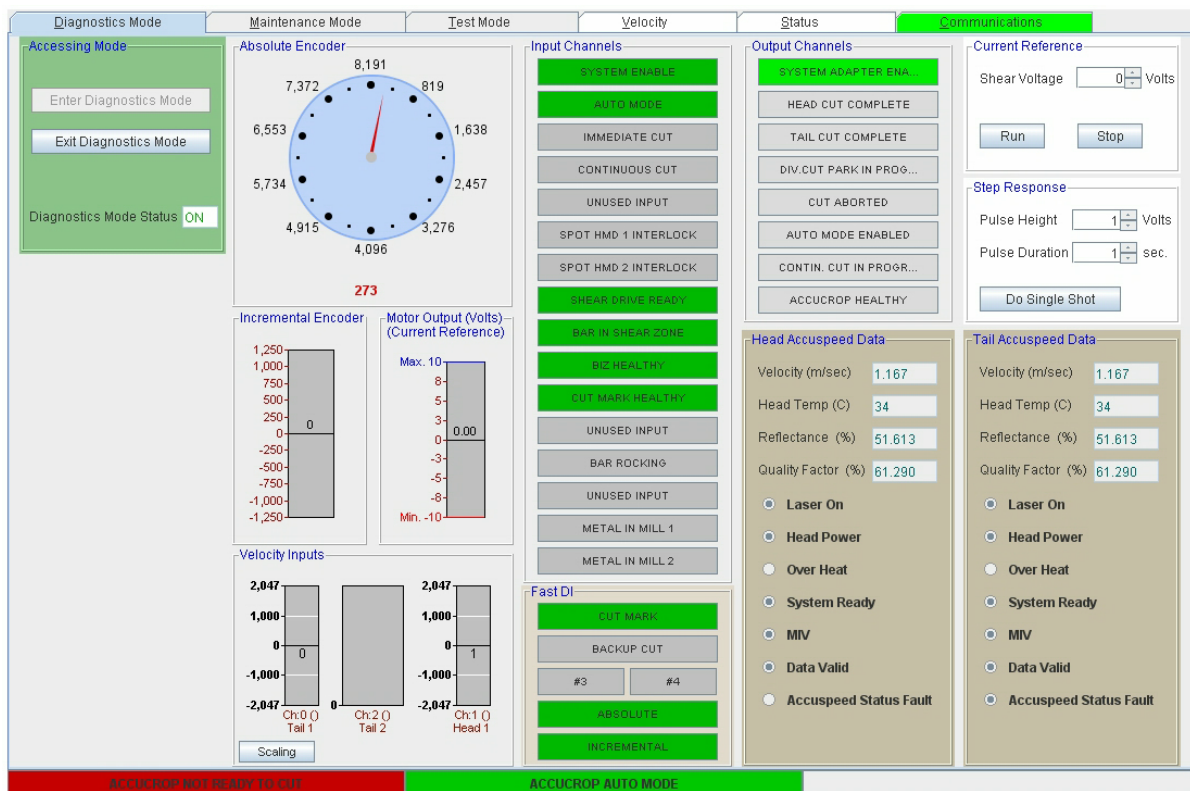 Diagnostics Mode
Maintenance Mode
Test Mode
Velocity
Status
Communications
Accessing Mode
Enter Diagnostics Mode
Exit Diagnostics Mode
Diagnostics Mode Status ON
Absolute Encoder
8,191
7,372 819
6,553 1,638
5,734 2,457
4,915 3,276
4,096
273
Incremental Encoder
1,250
1,000
750
500
250
0
-250
-500
-750
-1,000
-1,250
0
Motor Output (Volts)
(Current Reference)
Max. 10
8
5
3
0
-3
-5
-8
Min. -10
0.00
Velocity Inputs
2,047
1,000
0
-1,000
-2,047
0
Ch:0 ()
Tail 1
0
Ch:2 ()
Tail 2
2,047
1,000
0
-1,000
-2,047
1
Ch:1 ()
Head 1
Scaling
Input Channels
SYSTEM ENABLE
AUTO MODE
IMMEDIATE CUT
CONTINUOUS CUT
UNUSED INPUT
SPOT HMD 1 INTERLOCK
SPOT HMD 2 INTERLOCK
SHEAR DRIVE READY
BAR IN SHEAR ZONE
BIZ HEALTHY
CUT MARK HEALTHY
UNUSED INPUT
BAR ROCKING
UNUSED INPUT
METAL IN MILL 1
METAL IN MILL 2
Fast DI
CUT MARK
BACKUP CUT
#3 #4
ABSOLUTE
INCREMENTAL
Output Channels
SYSTEM ADAPTER ENA...
HEAD CUT COMPLETE
TAIL CUT COMPLETE
DIV.CUT PARK IN PROG...
CUT ABORTED
AUTO MODE ENABLED
CONTIN. CUT IN PROGR...
ACCUCROP HEALTHY
Current Reference
Shear Voltage 0 Volts
Run Stop
Step Response
Pulse Height 1 Volts
Pulse Duration 1 sec.
Do Single Shot
Head Accuspeed Data
Velocity (m/sec) 1.167
Head Temp (C) 34
Reflectance (%) 51.613
Quality Factor (%) 61.290
Laser On
Head Power
Over Heat
System Ready
MIV
Data Valid
Accuspeed Status Fault
Tail Accuspeed Data
Velocity (m/sec) 1.167
Head Temp (C) 34
Reflectance (%) 51.613
Quality Factor (%) 61.290
Laser On
Head Power
Over Heat
System Ready
MIV
Data Valid
Accuspeed Status Fault
ACCUCROP NOT READY TO CUT
ACCUCROP AUTO MODE